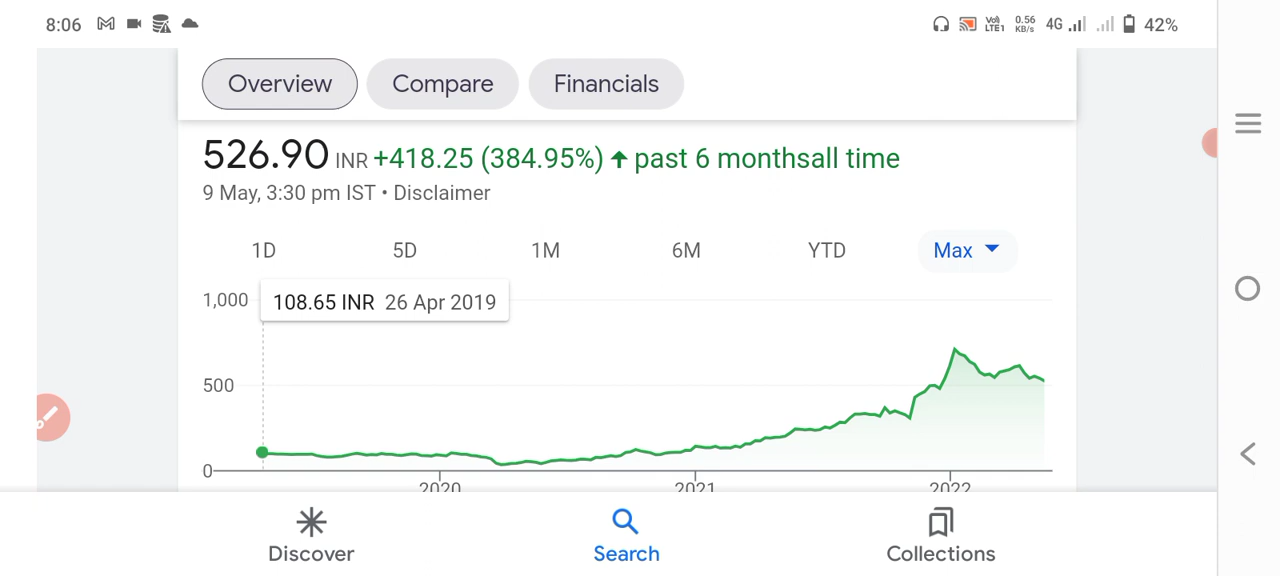 8:06 Vo) LTE1 0.56 KB/s 4G 42%
Overview Compare Financials
526.90 INR +418.25 (384.95%) ↑ past 6 monthsall time
9 May, 3:30 pm IST • Disclaimer
1D 5D 1M 6M YTD Max
1,000 108.65 INR 26 Apr 2019
500
0
2020 2021 2022
Discover Search Collections